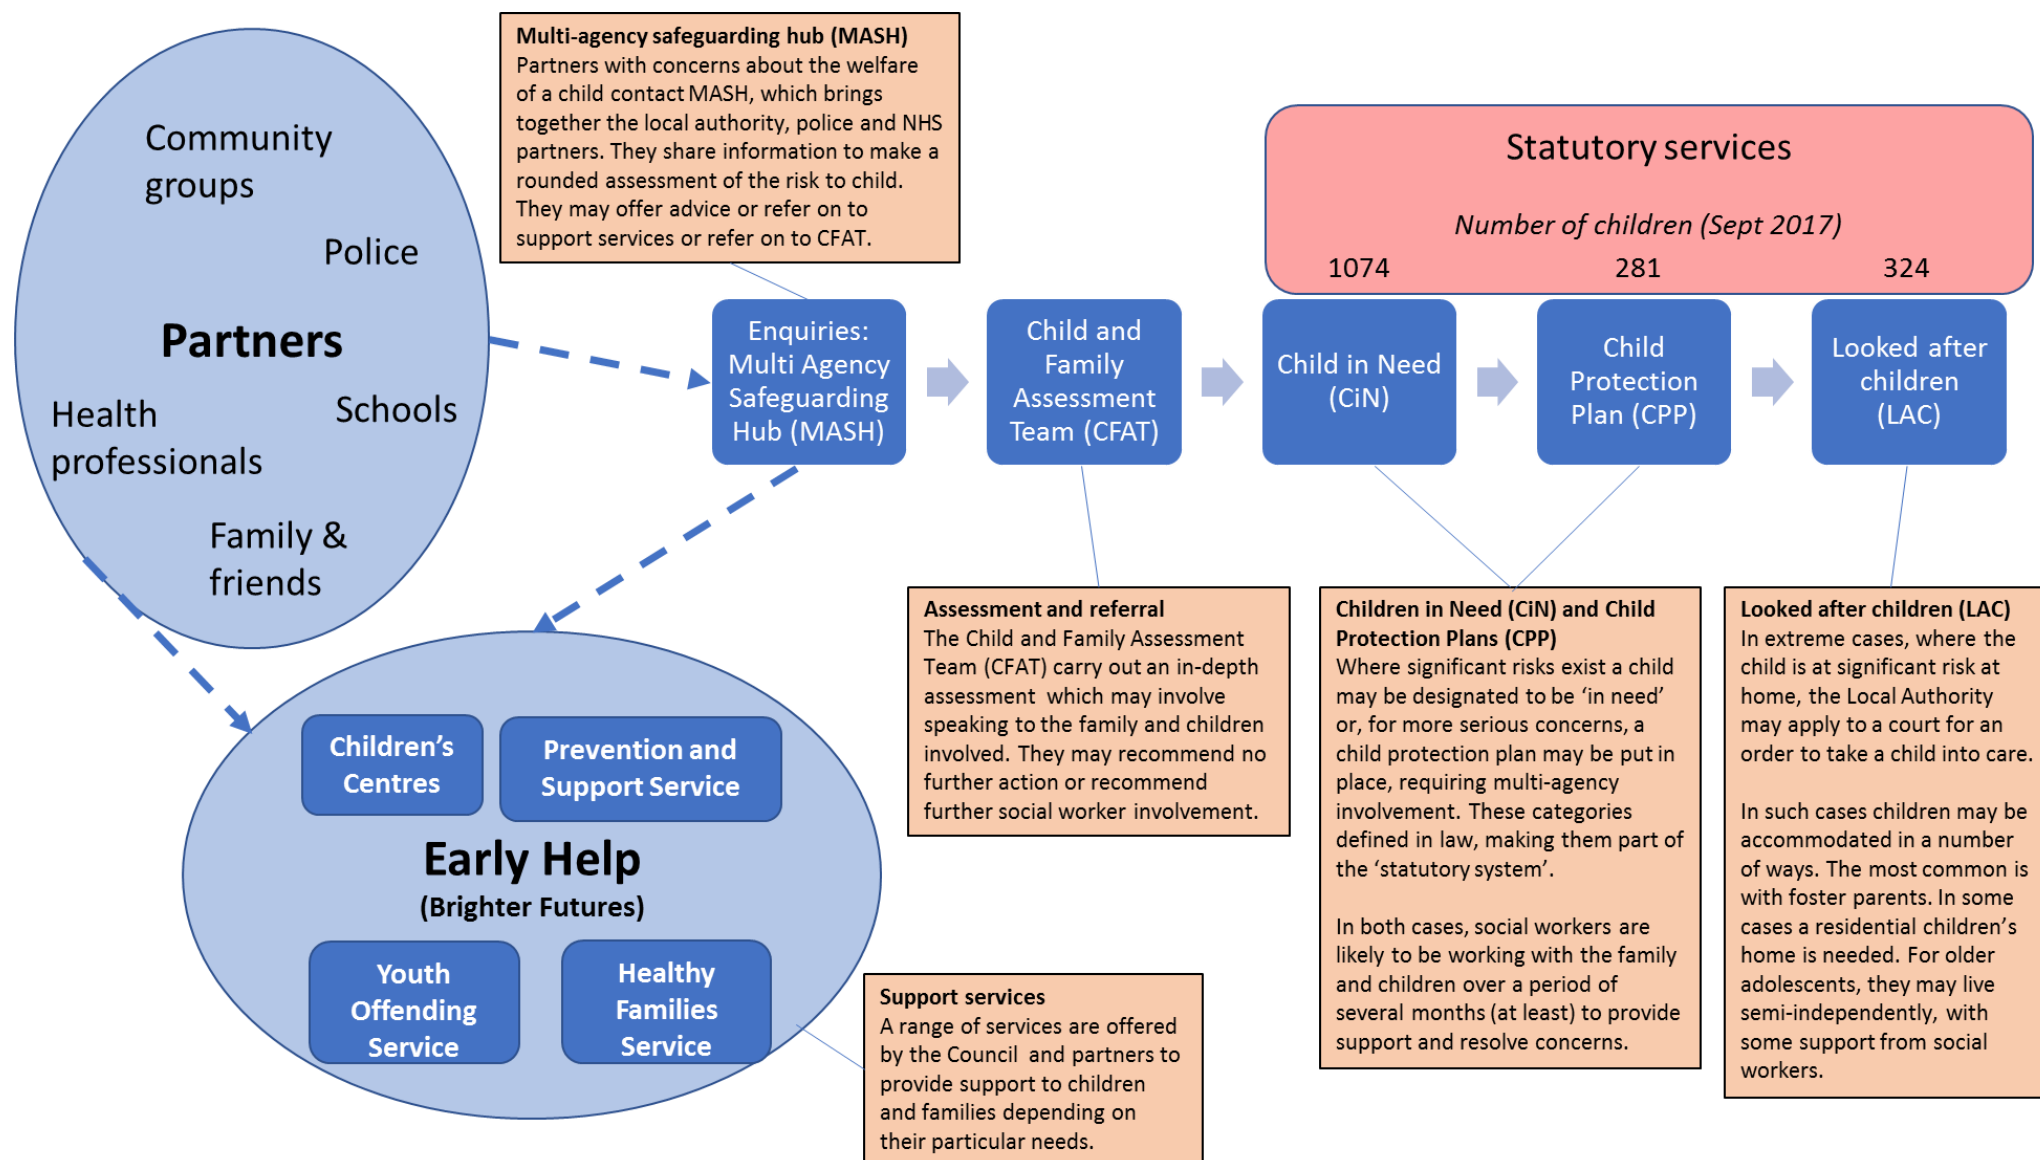 Community
groups
Police
Partners
Health
professionals
Schools
Family &
friends
Multi-agency safeguarding hub (MASH)
Partners with concerns about the welfare
of a child contact MASH, which brings
together the local authority, police and NHS
partners. They share information to make a
rounded assessment of the risk to child.
They may offer advice or refer on to
support services or refer on to CFAT.
Statutory services
Number of children (Sept 2017)
1074
281
324
Enquiries:
Multi Agency
Safeguarding
Hub (MASH)
Child and
Family
Assessment
Team (CFAT)
Child in Need
(CiN)
Child
Protection
Plan (CPP)
Looked after
children
(LAC)
Children's
Centres
Prevention and
Support Service
Early Help
(Brighter Futures)
Youth
Offending
Service
Healthy
Families
Service
Assessment and referral
The Child and Family Assessment
Team (CFAT) carry out an in-depth
assessment which may involve
speaking to the family and children
involved. They may recommend no
further action or recommend
further social worker involvement.
Support services
A range of services are offered
by the Council and partners to
provide support to children
and families depending on
their particular needs.
Children in Need (CiN) and Child
Protection Plans (CPP)
Where significant risks exist a child
may be designated to be ‘in need’
or, for more serious concerns, a
child protection plan may be put in
place, requiring multi-agency
involvement. These categories
defined in law, making them part of
the ‘statutory system’.
In both cases, social workers are
likely to be working with the family
and children over a period of
several months (at least) to provide
support and resolve concerns.
Looked after children (LAC)
In extreme cases, where the
child is at significant risk at
home, the Local Authority
may apply to a court for an
order to take a child into care.
In such cases children may be
accommodated in a number
of ways. The most common is
with foster parents. In some
cases a residential children’s
home is needed. For older
adolescents, they may live
semi-independently, with
some support from social
workers.